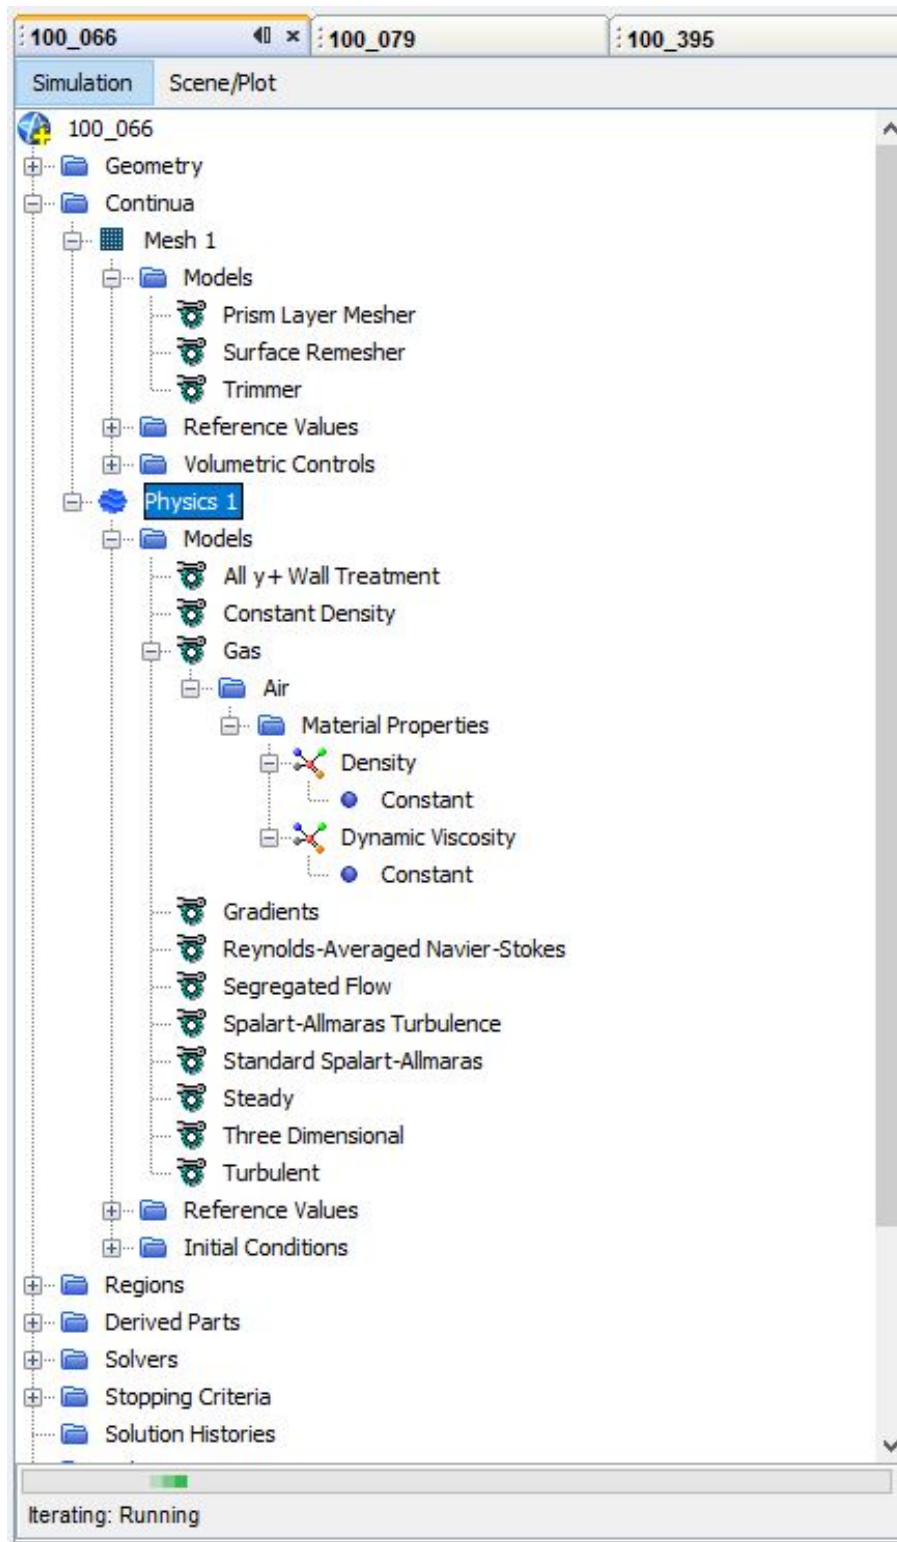 100_066 100_079 100_395
Simulation Scene/Plot
100_066
Geometry
Continua
Mesh 1
Models
Prism Layer Mesher
Surface Remesher
Trimmer
Reference Values
Volumetric Controls
Physics 1
Models
All y+ Wall Treatment
Constant Density
Gas
Air
Material Properties
Density
Constant
Dynamic Viscosity
Constant
Gradients
Reynolds-Averaged Navier-Stokes
Segregated Flow
Spalart-Allmaras Turbulence
Standard Spalart-Allmaras
Steady
Three Dimensional
Turbulent
Reference Values
Initial Conditions
Regions
Derived Parts
Solvers
Stopping Criteria
Solution Histories
Iterating: Running